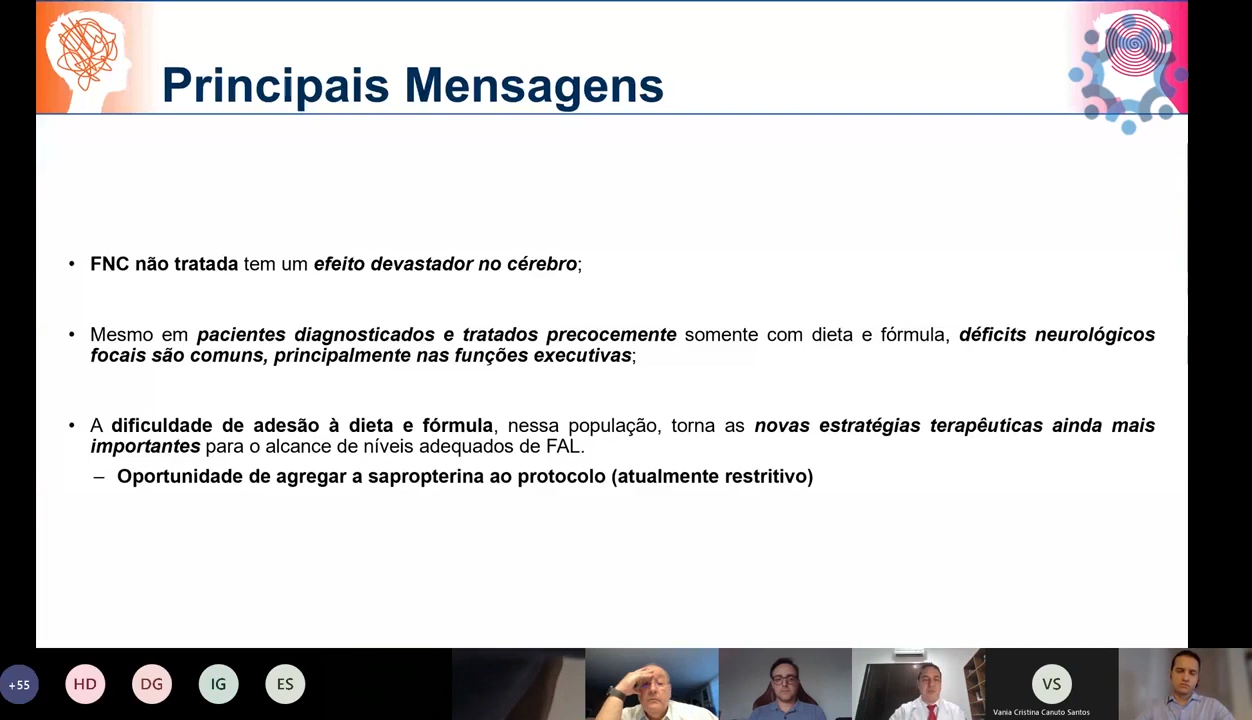 Principais Mensagens
• FNC não tratada tem um efeito devastador no cérebro;
• Mesmo em pacientes diagnosticados e tratados precocemente somente com dieta e fórmula, déficits neurológicos
focais são comuns, principalmente nas funções executivas;
• A dificuldade de adesão à dieta e fórmula, nessa população, torna as novas estratégias terapêuticas ainda mais
importantes para o alcance de níveis adequados de FAL.
– Oportunidade de agregar a sapropterina ao protocolo (atualmente restritivo)
+55
HD
DG
IG
ES
VS
Vania Cristina Canuto Santos